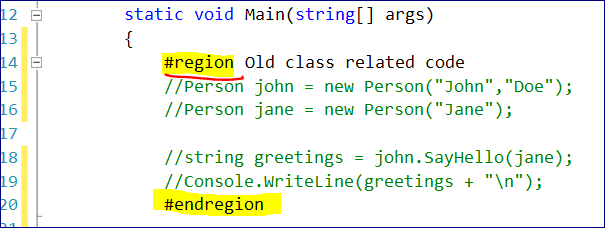 12 static void Main(string[] args)
13 {
14 #region Old class related code
15 //Person john = new Person("John","Doe");
16 //Person jane = new Person("Jane");
17
18 //string greetings = john.SayHello(jane);
19 //Console.WriteLine(greetings + "\n");
20 #endregion